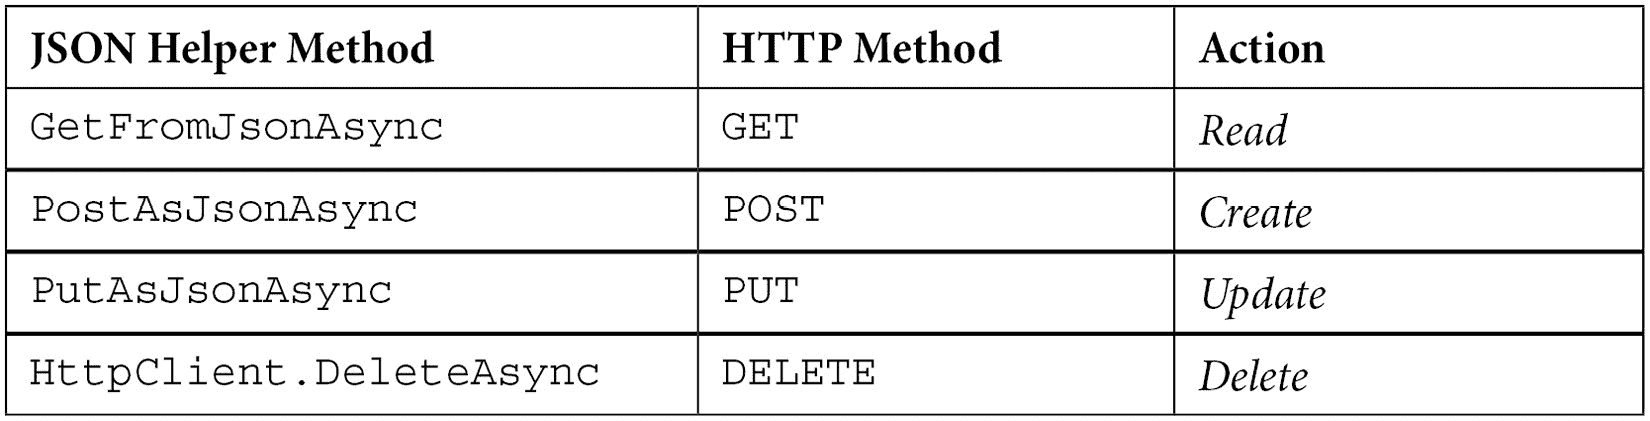 JSON Helper Method HTTP Method Action
GetFromJsonAsync GET Read
PostAsJsonAsync POST Create
PutAsJsonAsync PUT Update
HttpClient.DeleteAsync DELETE Delete